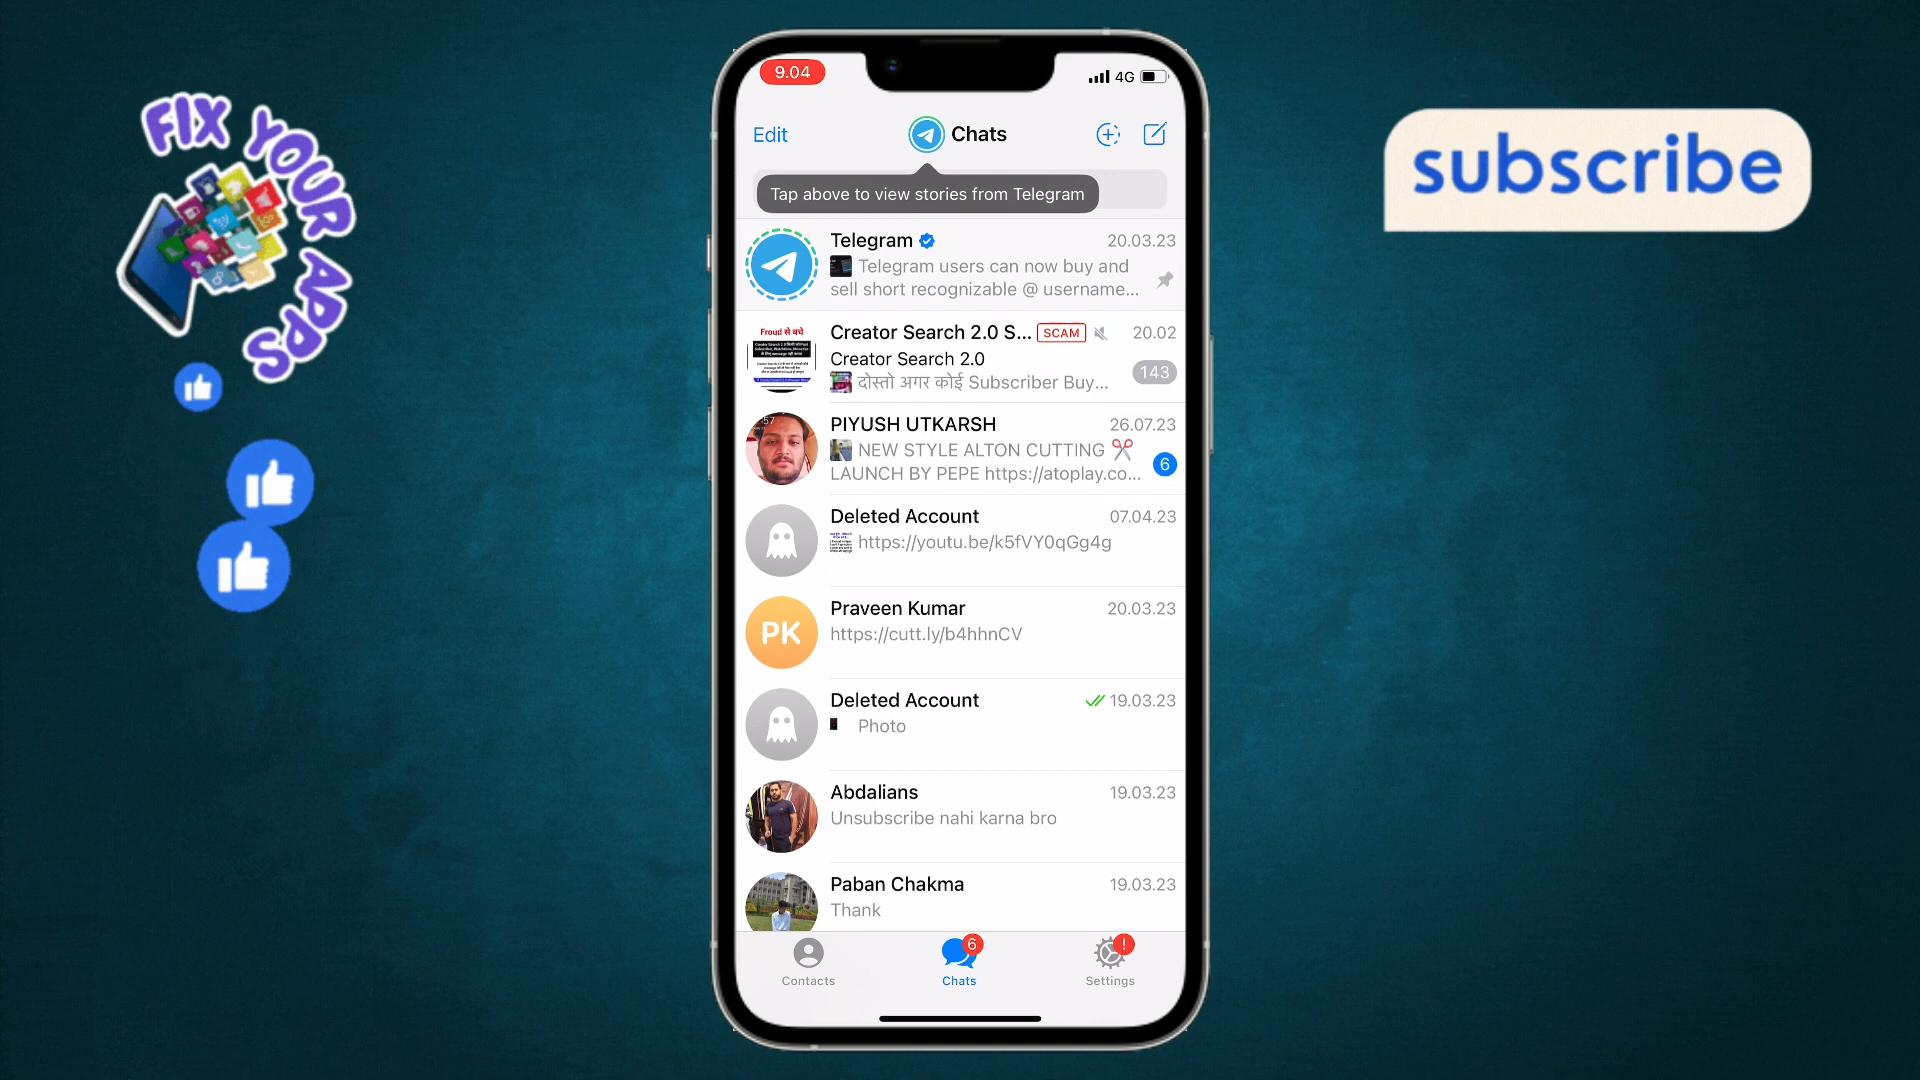 FIX YOUR APPS
subscribe
9.04
4G
Edit
Chats
Tap above to view stories from Telegram
Telegram
20.03.23
Telegram users can now buy and
sell short recognizable @ username...
Froud से बचे
Creator Search 2.0 S... SCAM
20.02
Creator Search 2.0
दोस्तो अगर कोई Subscriber Buy...
143
PIYUSH UTKARSH
26.07.23
NEW STYLE ALTON CUTTING
LAUNCH BY PEPE https://atoplay.co...
6
Deleted Account
07.04.23
https://youtu.be/k5fVY0qGg4g
PK
Praveen Kumar
20.03.23
https://cutt.ly/b4hhnCV
Deleted Account
19.03.23
Photo
Abdalians
19.03.23
Unsubscribe nahi karna bro
Paban Chakma
19.03.23
Thank
6
!
Contacts
Chats
Settings